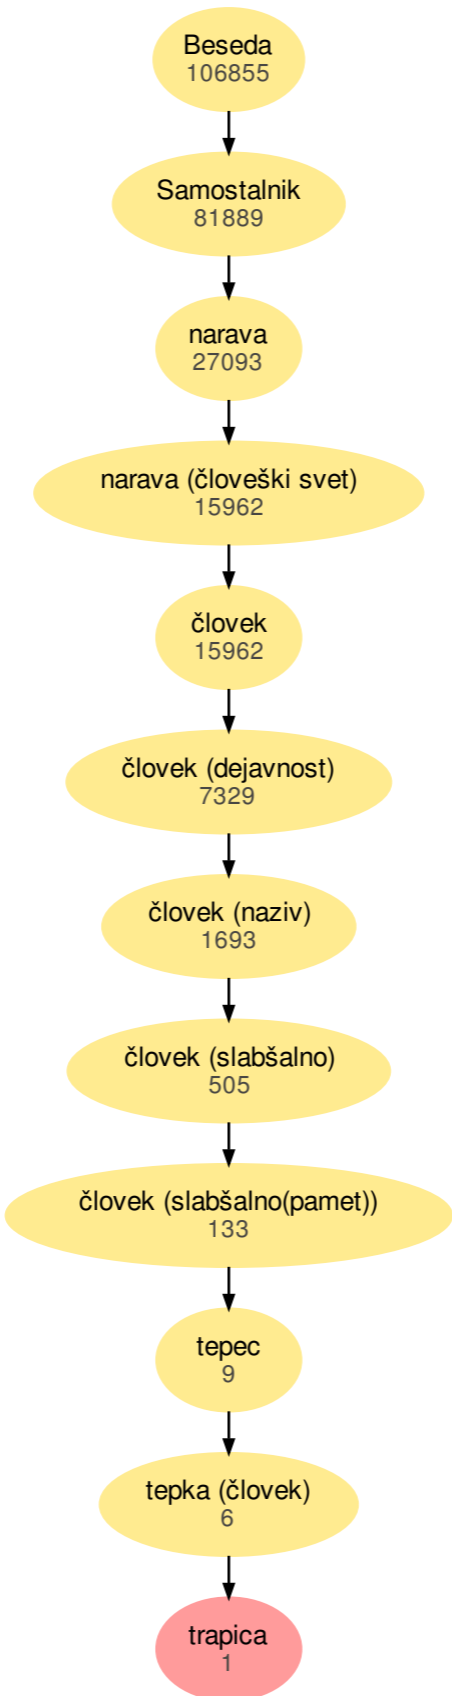 Beseda
106855
Samostalnik
81889
narava
27093
narava (človeški svet)
15962
človek
15962
človek (dejavnost)
7329
človek (naziv)
1693
človek (slabšalno)
505
človek (slabšalno(pamet))
133
tepec
9
tepka (človek)
6
trapica
1